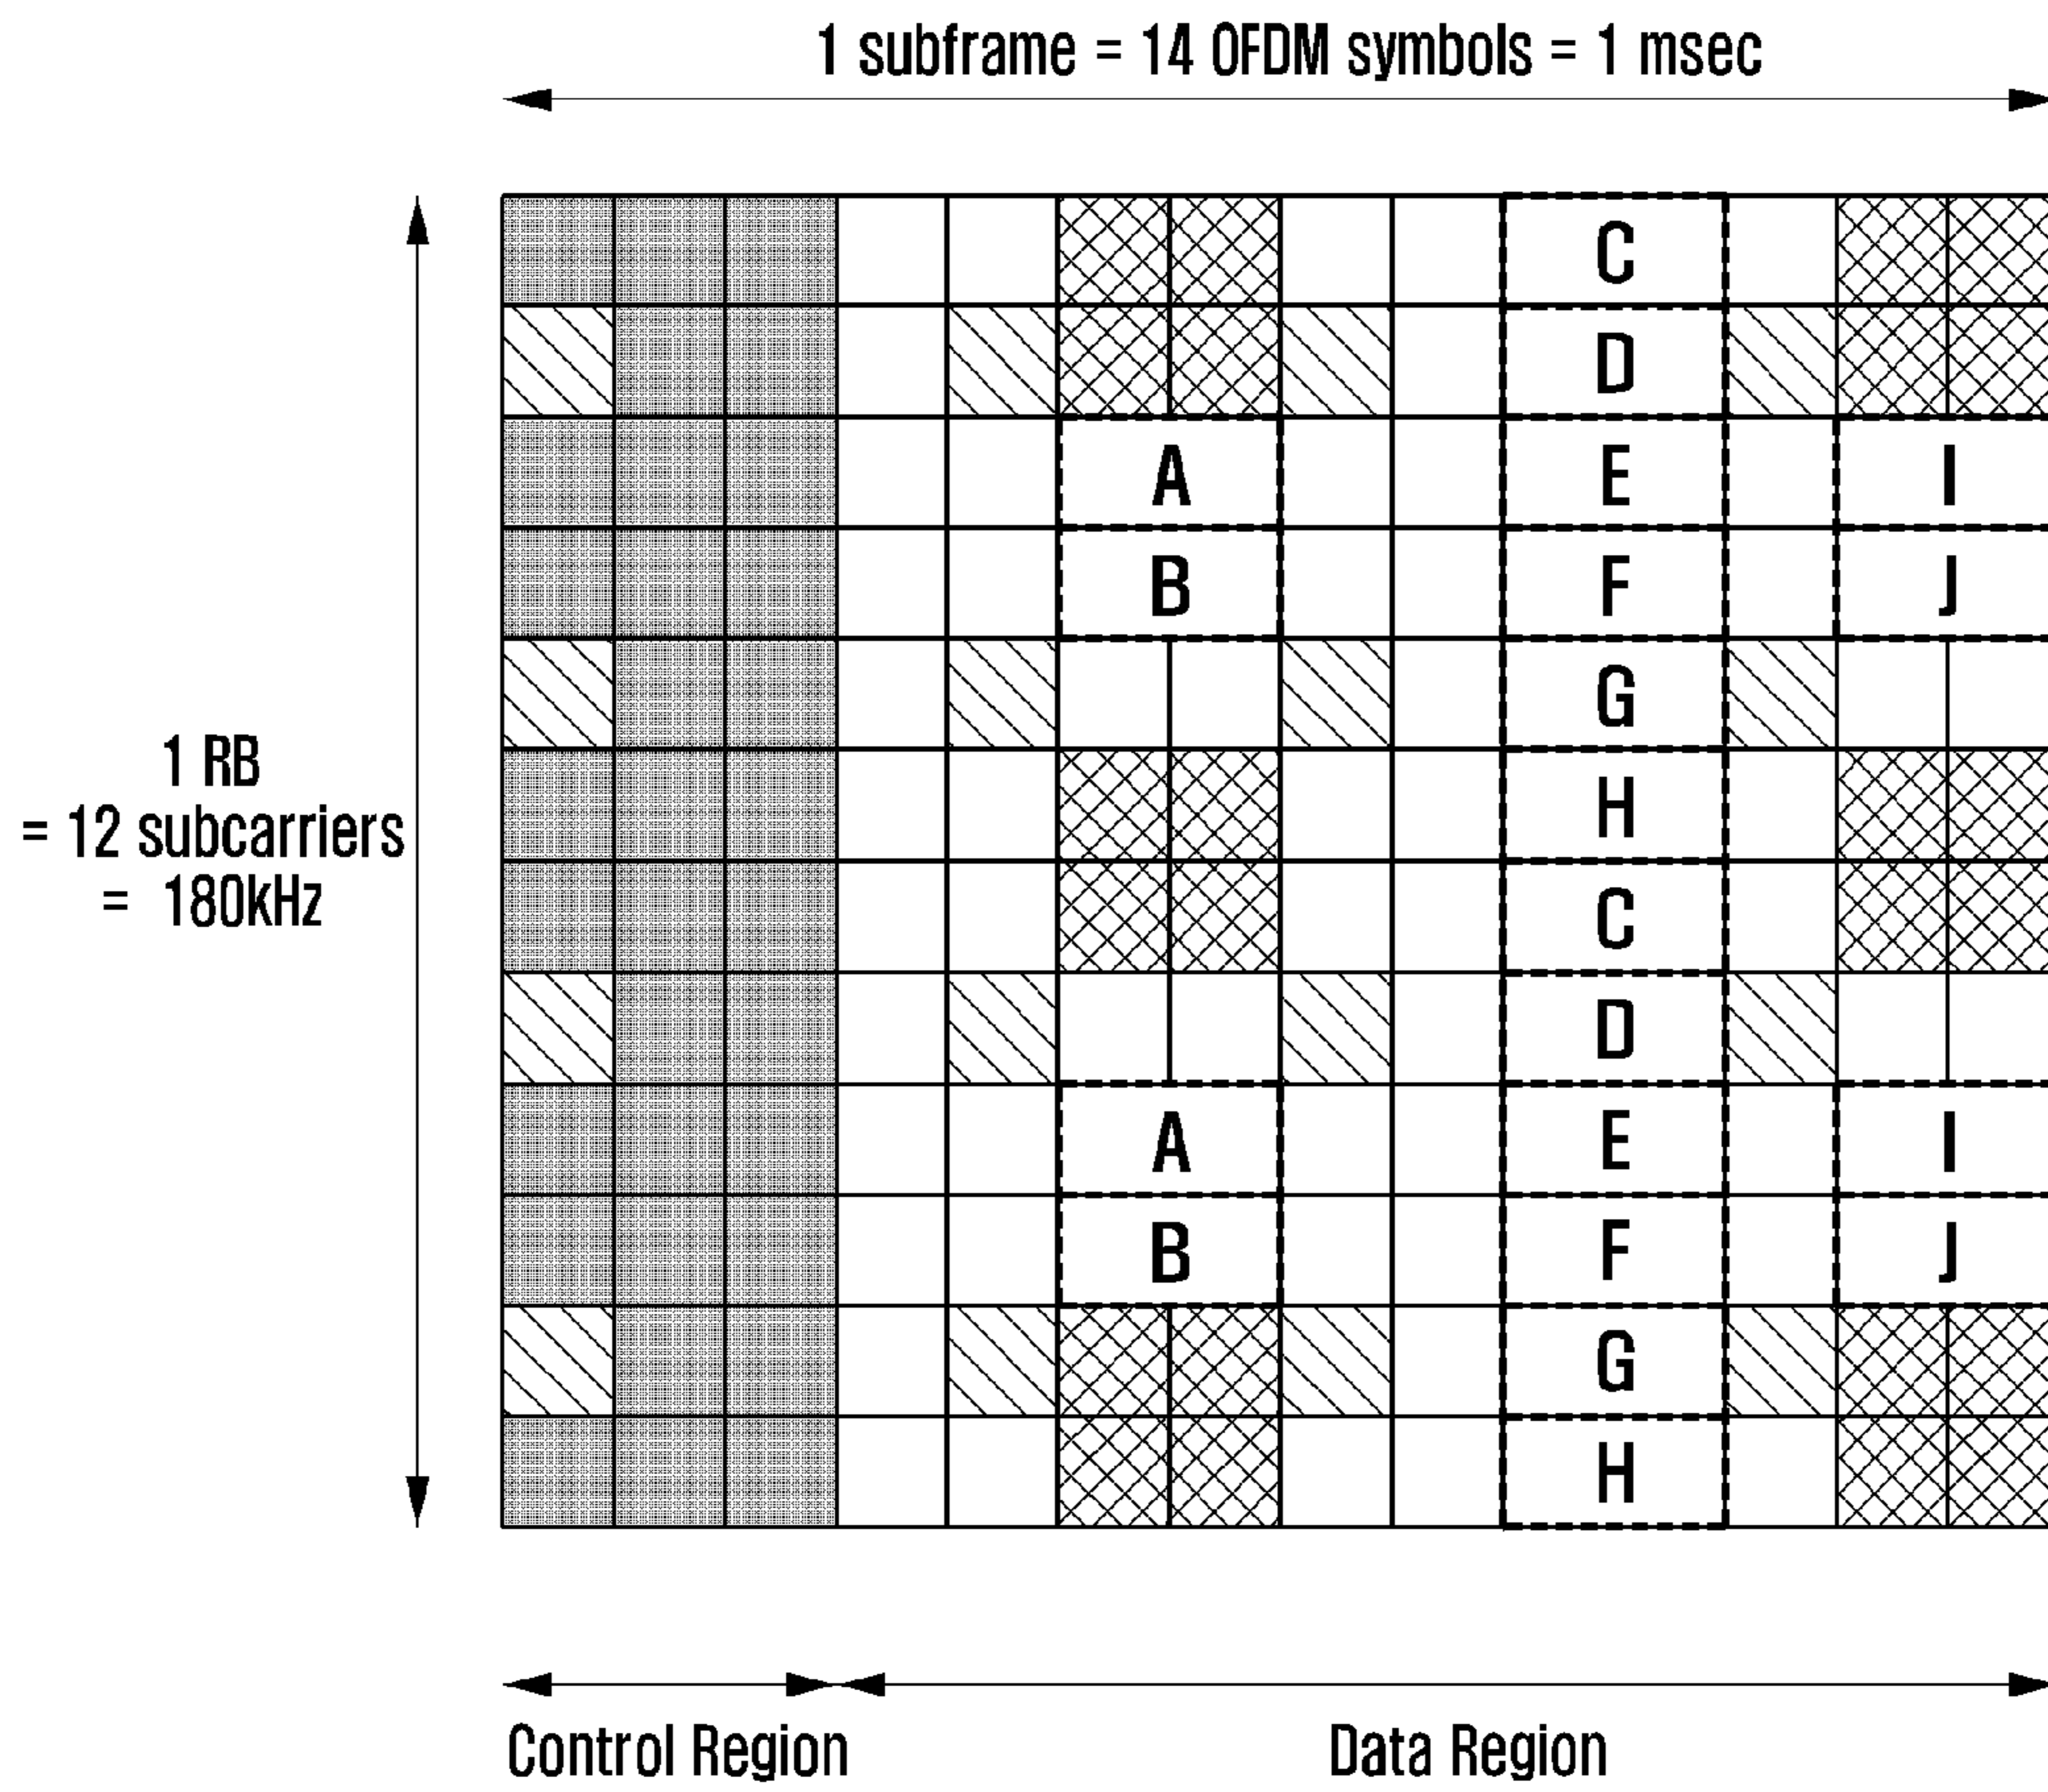 1 subframe = 14 OFDM symbols = 1 msec
C
D
A E I
B F J
G
1 RB
= 12 subcarriers
= 180kHz
H
C
D
A E I
B F J
G
H
Control Region Data Region